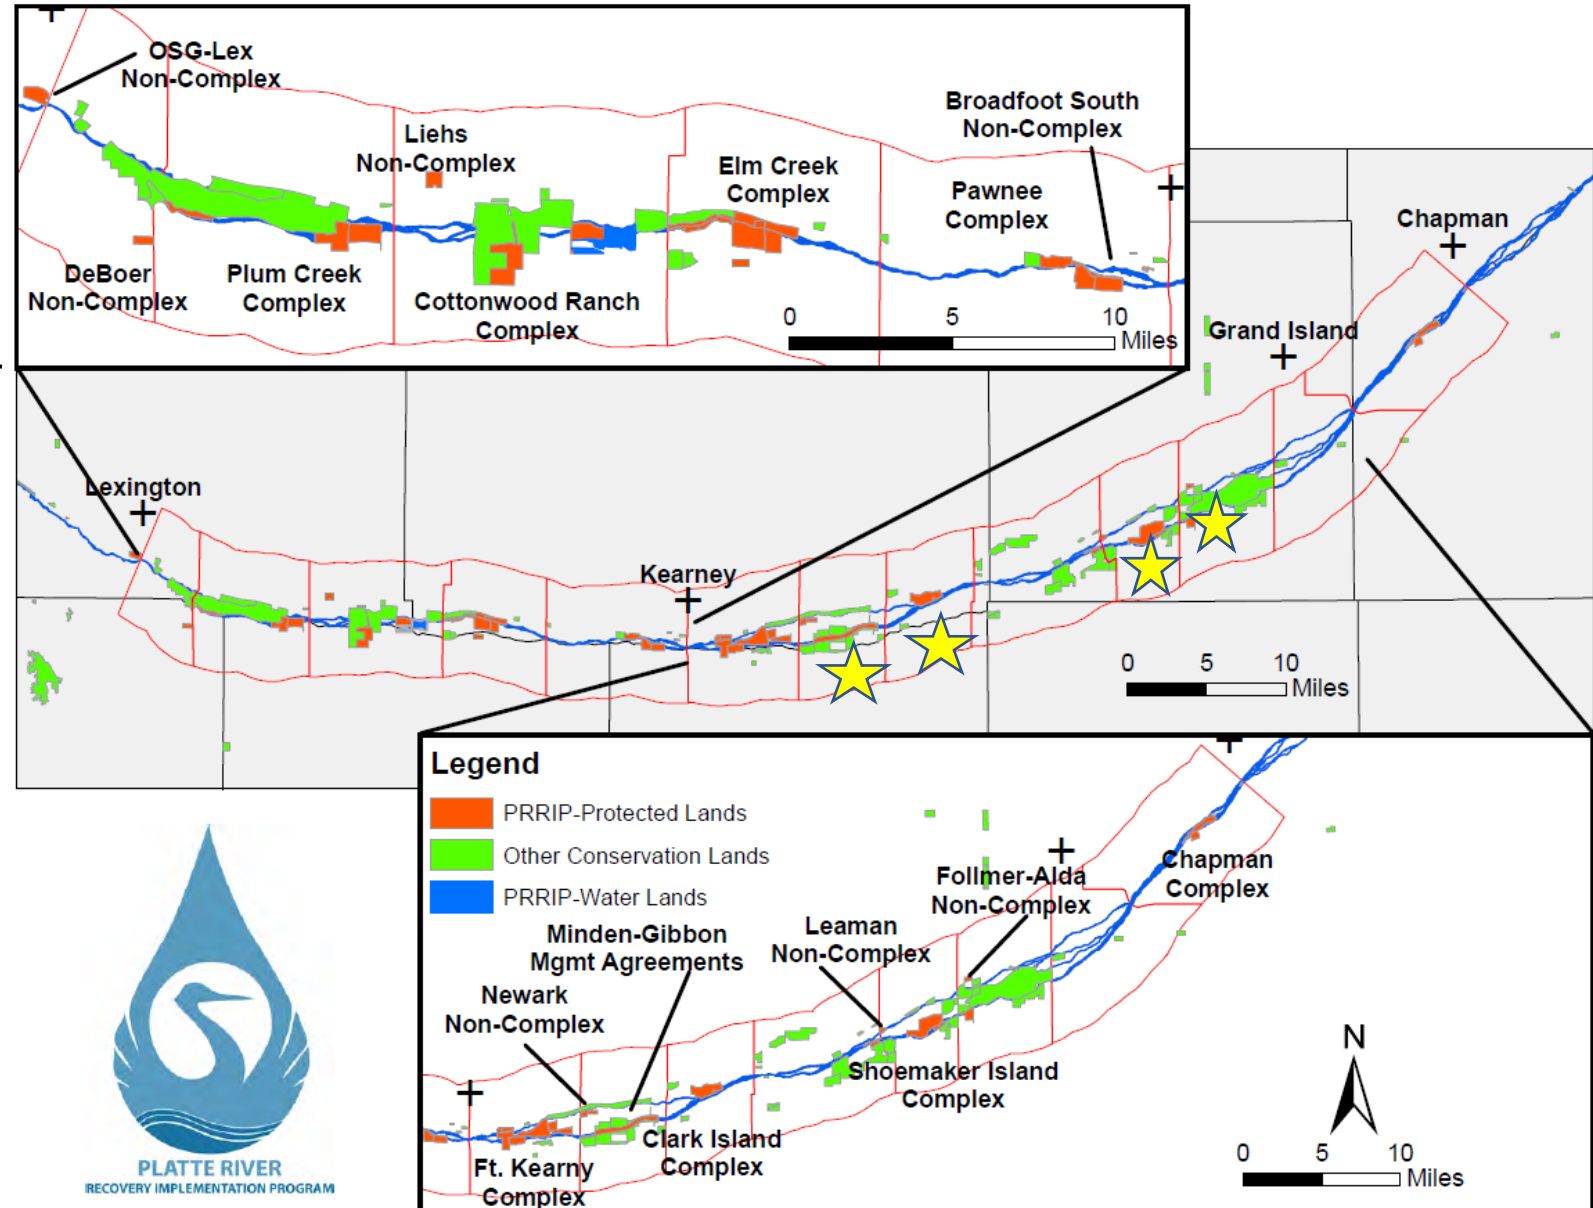 OSG-Lex
Non-Complex
Liehs
Non-Complex
Broadfoot South
Non-Complex
Elm Creek
Complex
Pawnee
Complex
DeBoer
Non-Complex
Plum Creek
Complex
Cottonwood Ranch
Complex
0 5 10
Miles
Chapman
Grand Island
Lexington
Kearney
0 5 10
Miles
Legend
PRRIP-Protected Lands
Other Conservation Lands
PRRIP-Water Lands
Minden-Gibbon
Mgmt Agreements
Newark
Non-Complex
Leaman
Non-Complex
Follmer-Alda
Non-Complex
Chapman
Complex
Shoemaker Island
Complex
Clark Island
Complex
Ft. Kearny
Complex
N
0 5 10
Miles
PLATTE RIVER
RECOVERY IMPLEMENTATION PROGRAM